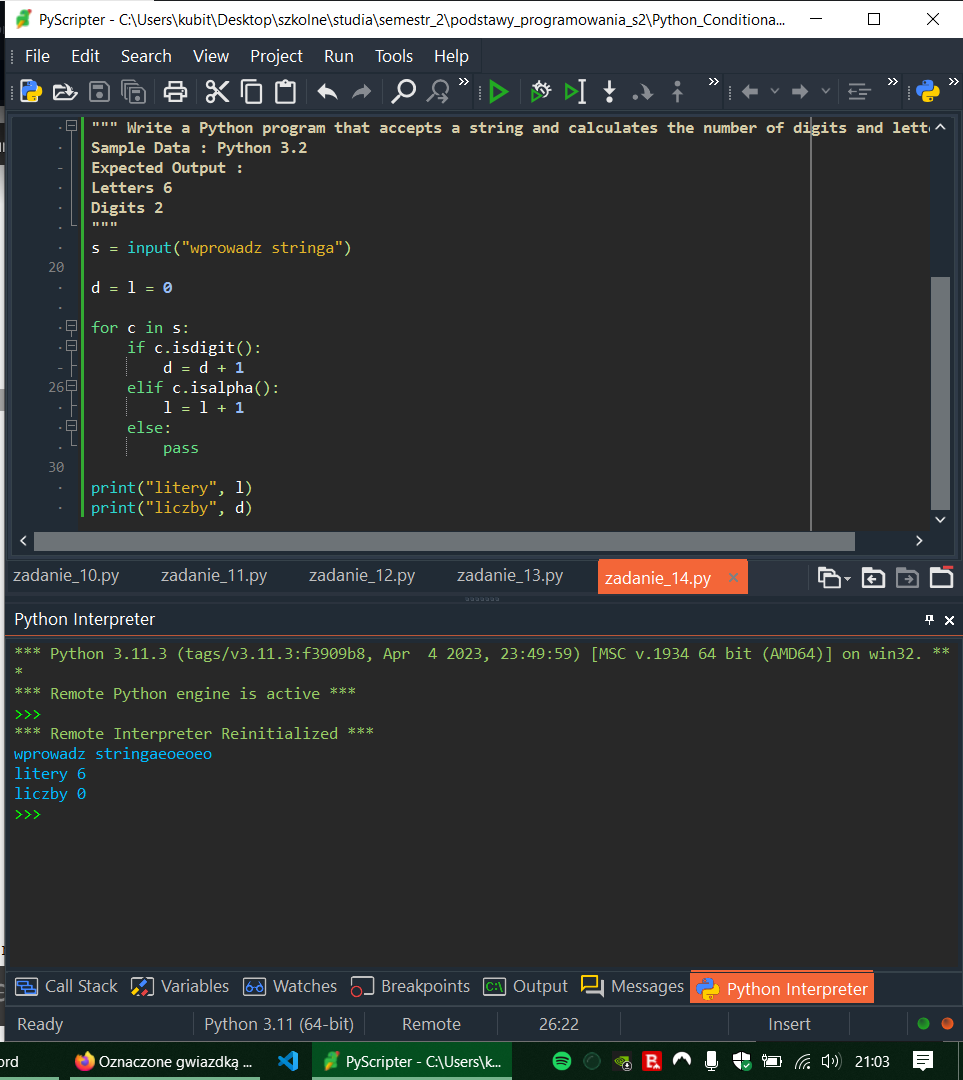 PyScripter - C:\Users\kubit\Desktop\szkolne\studia\semestr_2\podstawy_programowania_s2\Python_Conditiona...
File Edit Search View Project Run Tools Help
""" Write a Python program that accepts a string and calculates the number of digits and lett
Sample Data : Python 3.2
Expected Output :
Letters 6
Digits 2
"""
s = input("wprowadz stringa")
20
d = l = 0
for c in s:
if c.isdigit():
d = d + 1
26 elif c.isalpha():
l = l + 1
else:
pass
30
print("litery", l)
print("liczby", d)
zadanie_10.py zadanie_11.py zadanie_12.py zadanie_13.py zadanie_14.py
Python Interpreter
*** Python 3.11.3 (tags/v3.11.3:f3909b8, Apr  4 2023, 23:49:59) [MSC v.1934 64 bit (AMD64)] on win32. **
*
*** Remote Python engine is active ***
>>>
*** Remote Interpreter Reinitialized ***
wprowadz stringaeoeoeo
litery 6
liczby 0
>>>
Call Stack Variables Watches Breakpoints Output Messages Python Interpreter
Ready Python 3.11 (64-bit) Remote 26:22 Insert
ord Oznaczone gwiazdką ... PyScripter - C:\Users\k... 21:03